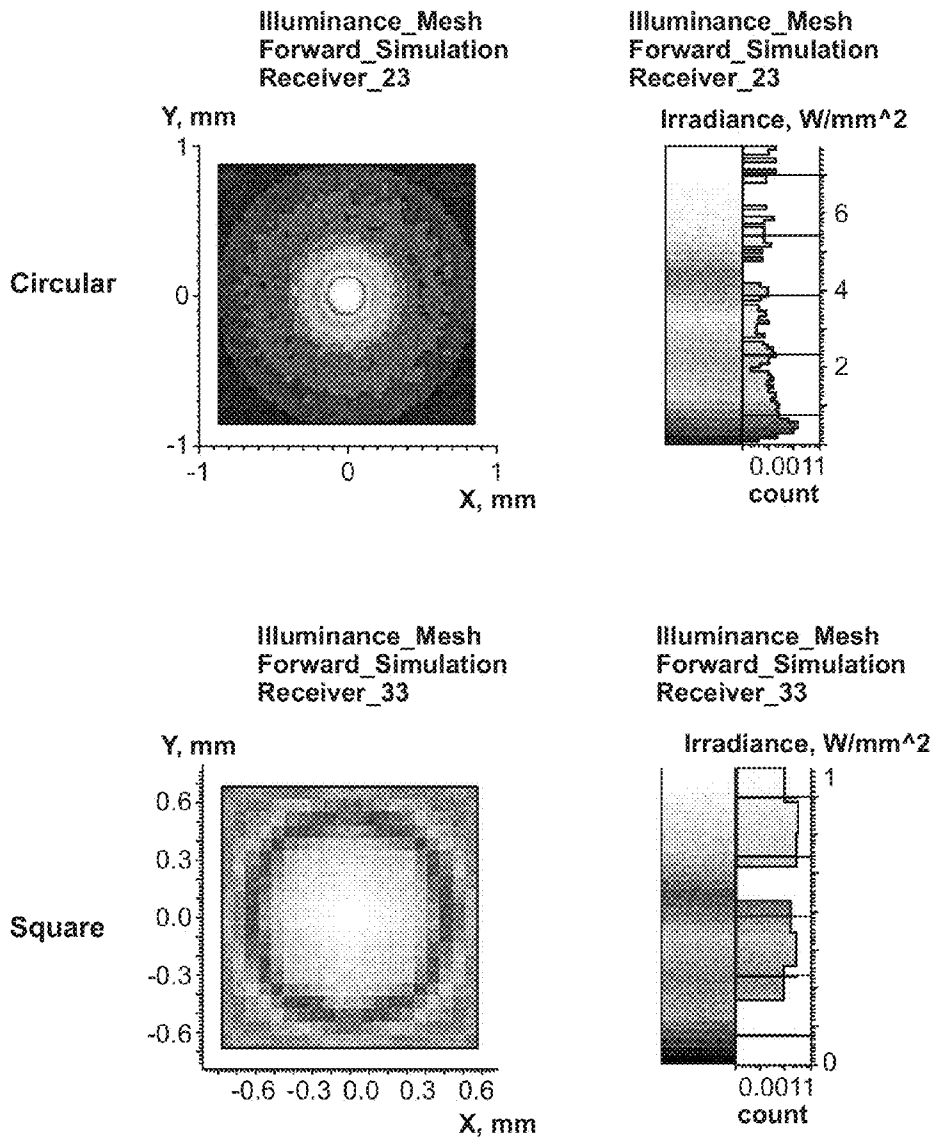 Illuminance_Mesh
Forward_Simulation
Receiver_23
Illuminance_Mesh
Forward_Simulation
Receiver_23
Y, mm
Irradiance, W/mm^2
Circular
1
0
-1
-1
0
1
X, mm
6
4
2
0.0011
count
Illuminance_Mesh
Forward_Simulation
Receiver_33
Illuminance_Mesh
Forward_Simulation
Receiver_33
Y, mm
Irradiance, W/mm^2
Square
0.6
0.3
0.0
-0.3
-0.6
-0.6 -0.3 0.0 0.3 0.6
X, mm
1
0
0.0011
count